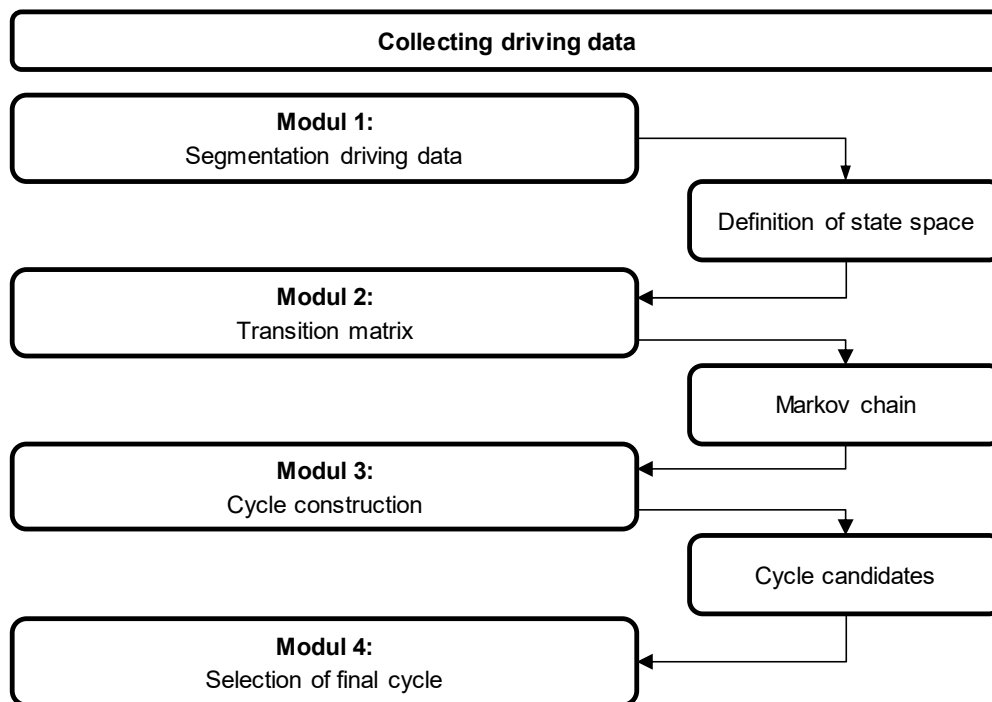 Collecting driving data
Modul 1:
Segmentation driving data
Definition of state space
Modul 2:
Transition matrix
Markov chain
Modul 3:
Cycle construction
Cycle candidates
Modul 4:
Selection of final cycle